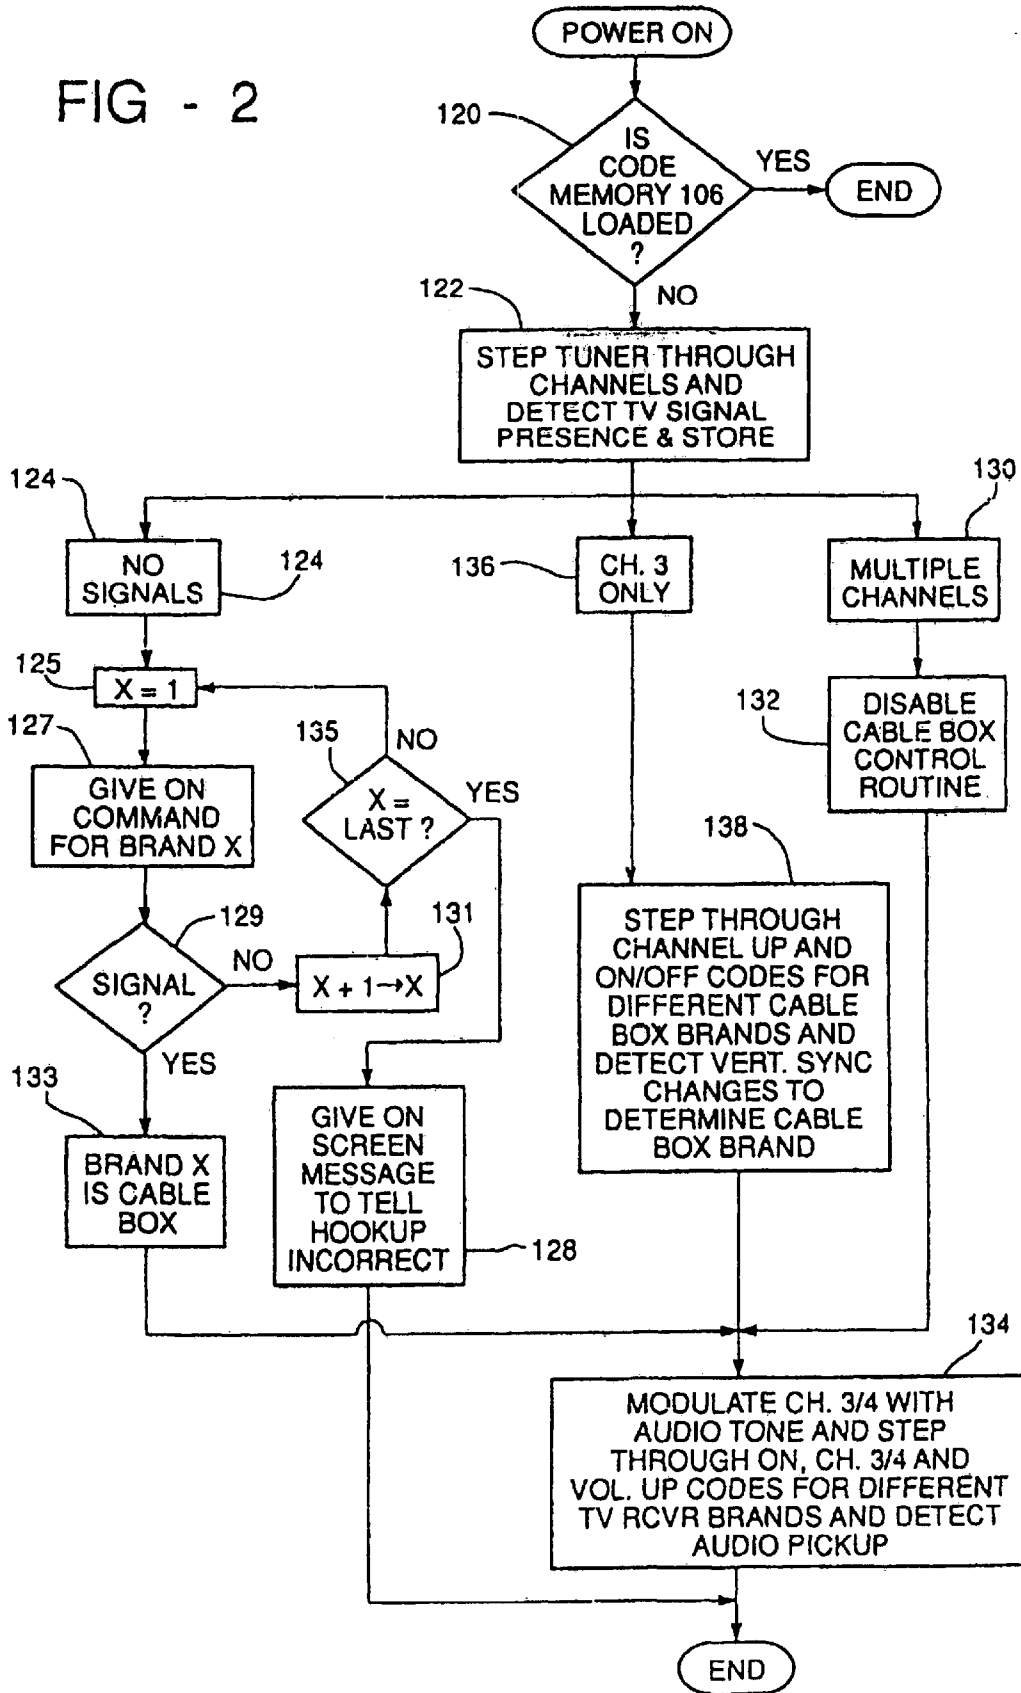 FIG - 2
POWER ON
120
IS
CODE
MEMORY 106
LOADED
?
YES
END
NO
122
STEP TUNER THROUGH
CHANNELS AND
DETECT TV SIGNAL
PRESENCE & STORE
124
NO
SIGNALS
124
136
CH. 3
ONLY
130
MULTIPLE
CHANNELS
125
X = 1
127
GIVE ON
COMMAND
FOR BRAND X
135
NO
X =
LAST ?
YES
132
DISABLE
CABLE BOX
CONTROL
ROUTINE
129
SIGNAL
?
NO
131
X + 1→X
YES
138
STEP THROUGH
CHANNEL UP AND
ON/OFF CODES FOR
DIFFERENT CABLE
BOX BRANDS AND
DETECT VERT. SYNC
CHANGES TO
DETERMINE CABLE
BOX BRAND
133
BRAND X
IS CABLE
BOX
GIVE ON
SCREEN
MESSAGE
TO TELL
HOOKUP
INCORRECT
128
134
MODULATE CH. 3/4 WITH
AUDIO TONE AND STEP
THROUGH ON, CH. 3/4 AND
VOL. UP CODES FOR DIFFERENT
TV RCVR BRANDS AND DETECT
AUDIO PICKUP
END